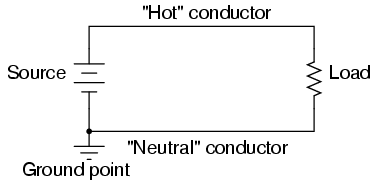 "Hot" conductor
Source
Load
"Neutral" conductor
Ground point